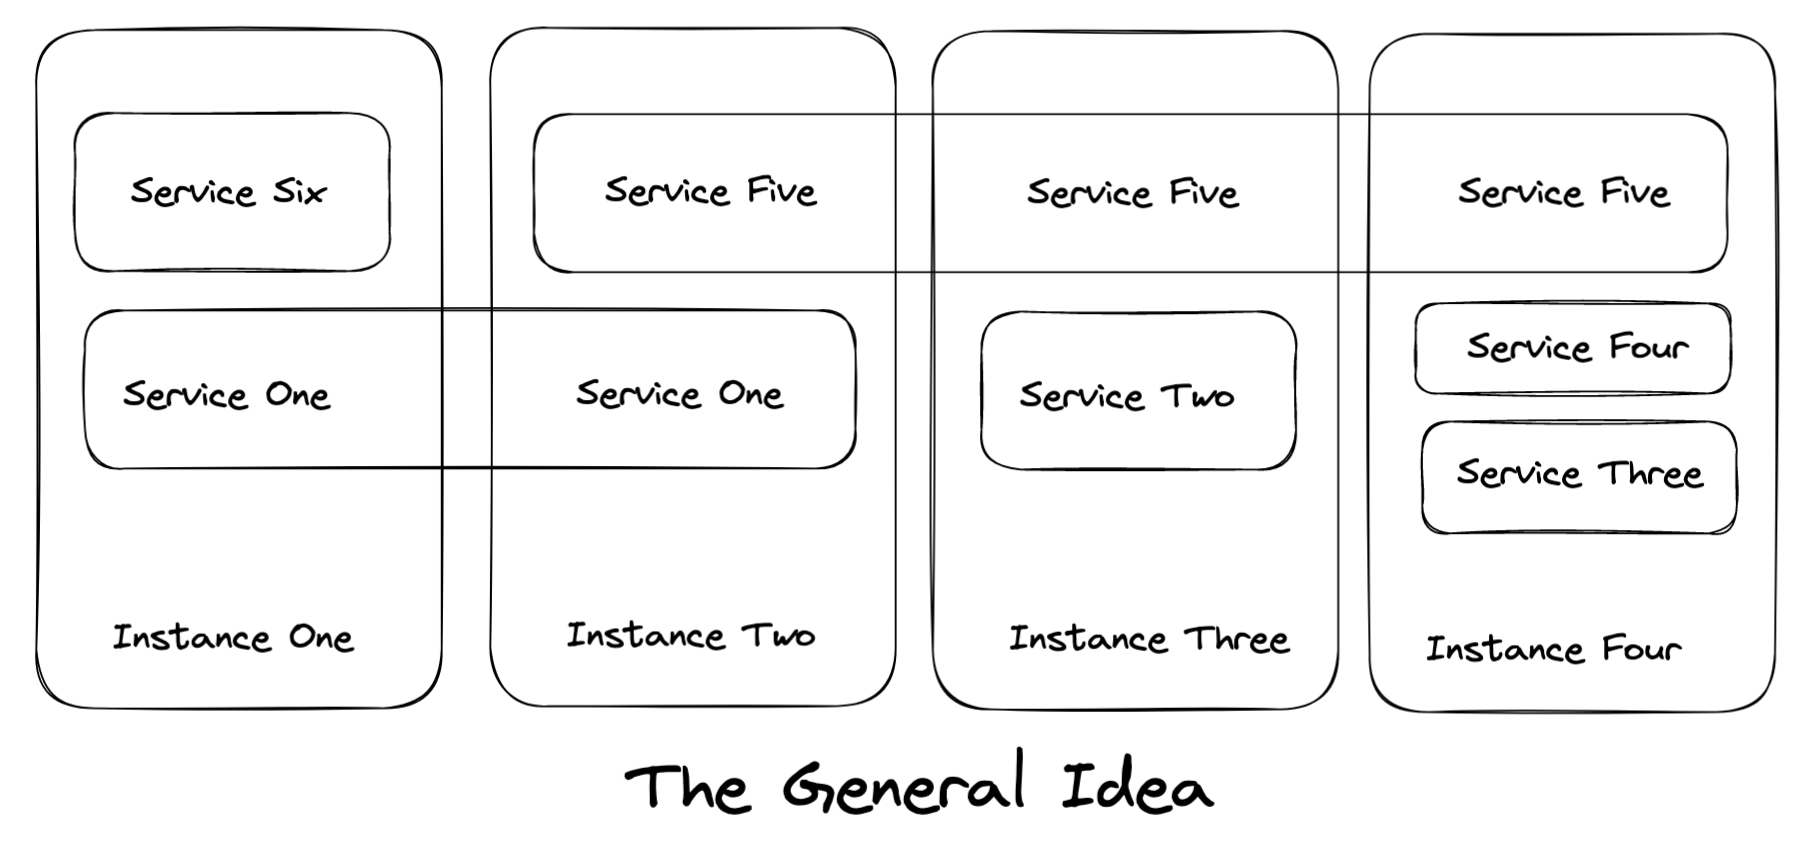 Service Six
Service Five
Service Five
Service Five
Service One
Service One
Service Two
Service Four
Service Three
Instance One
Instance Two
Instance Three
Instance Four
The General Idea